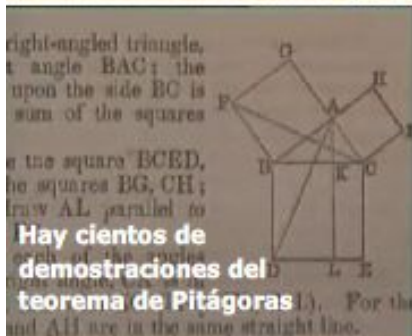 right-angled triangle,
angle BAC; the
upon the side BC is
sum of the squares
the square BCED,
he squares BG, CH;
draw AL parallel to
Hay cientos de
demostraciones del
teorema de Pitágoras
For the
and AH are in the same straight line.
G
H
A
F
K
B
K
C
D
L
E